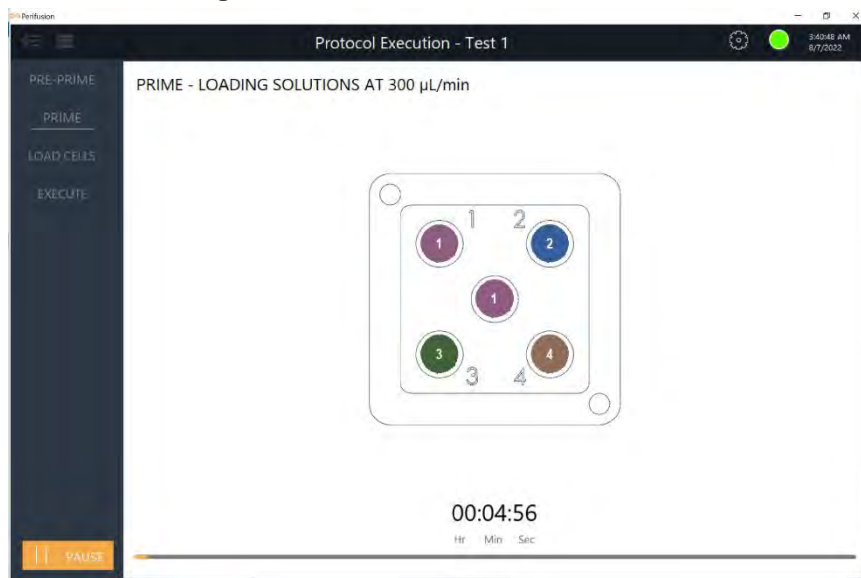 Perifusion
Protocol Execution - Test 1
3:40:48 AM
8/7/2022
PRE-PRIME
PRIME
LOAD CELLS
EXECUTE
PRIME - LOADING SOLUTIONS AT 300 µL/min
1 2
1 2
1
3 4
3 4
00:04:56
Hr Min Sec
PAUSE